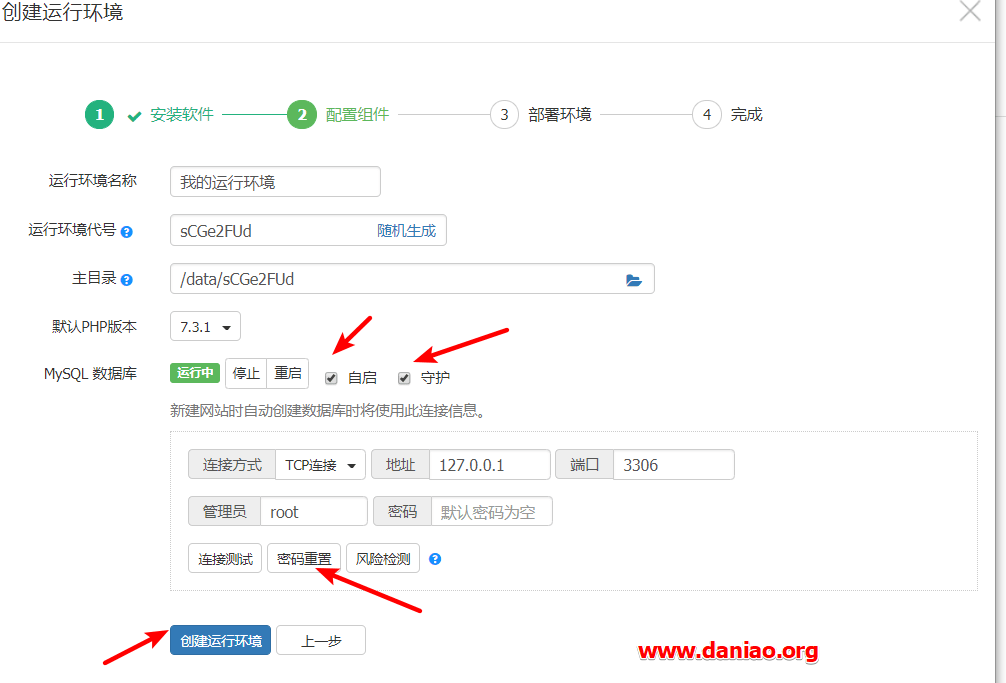 创建运行环境
1 安装软件 2 配置组件 3 部署环境 4 完成
运行环境名称 我的运行环境
运行环境代号 sCGe2FUd 随机生成
主目录 /data/sCGe2FUd
默认PHP版本 7.3.1
MySQL 数据库 运行中 停止 重启 自启 守护
新建网站时自动创建数据库时将使用此连接信息。
连接方式 TCP连接 地址 127.0.0.1 端口 3306
管理员 root 密码 默认密码为空
连接测试 密码重置 风险检测
创建运行环境 上一步
www.daniao.org